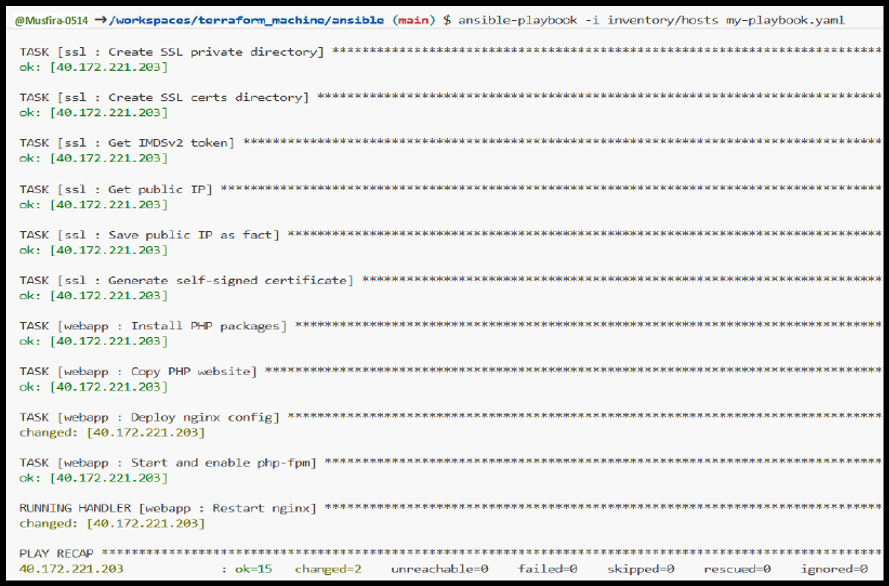 @Musfira-0514 ➜/workspaces/terraform_machine/ansible (main) $ ansible-playbook -i inventory/hosts my-playbook.yaml
TASK [ssl : Create SSL private directory] **************************************************************************
ok: [40.172.221.203]
TASK [ssl : Create SSL certs directory] ****************************************************************************
ok: [40.172.221.203]
TASK [ssl : Get IMDSv2 token] **************************************************************************************
ok: [40.172.221.203]
TASK [ssl : Get public IP] *****************************************************************************************
ok: [40.172.221.203]
TASK [ssl : Save public IP as fact] ********************************************************************************
ok: [40.172.221.203]
TASK [ssl : Generate self-signed certificate] **********************************************************************
ok: [40.172.221.203]
TASK [webapp : Install PHP packages] *******************************************************************************
ok: [40.172.221.203]
TASK [webapp : Copy PHP website] ***********************************************************************************
ok: [40.172.221.203]
TASK [webapp : Deploy nginx config] ********************************************************************************
changed: [40.172.221.203]
TASK [webapp : Start and enable php-fpm] ***************************************************************************
ok: [40.172.221.203]
RUNNING HANDLER [webapp : Restart nginx] ***************************************************************************
changed: [40.172.221.203]
PLAY RECAP *********************************************************************************************************
40.172.221.203 : ok=15 changed=2 unreachable=0 failed=0 skipped=0 rescued=0 ignored=0